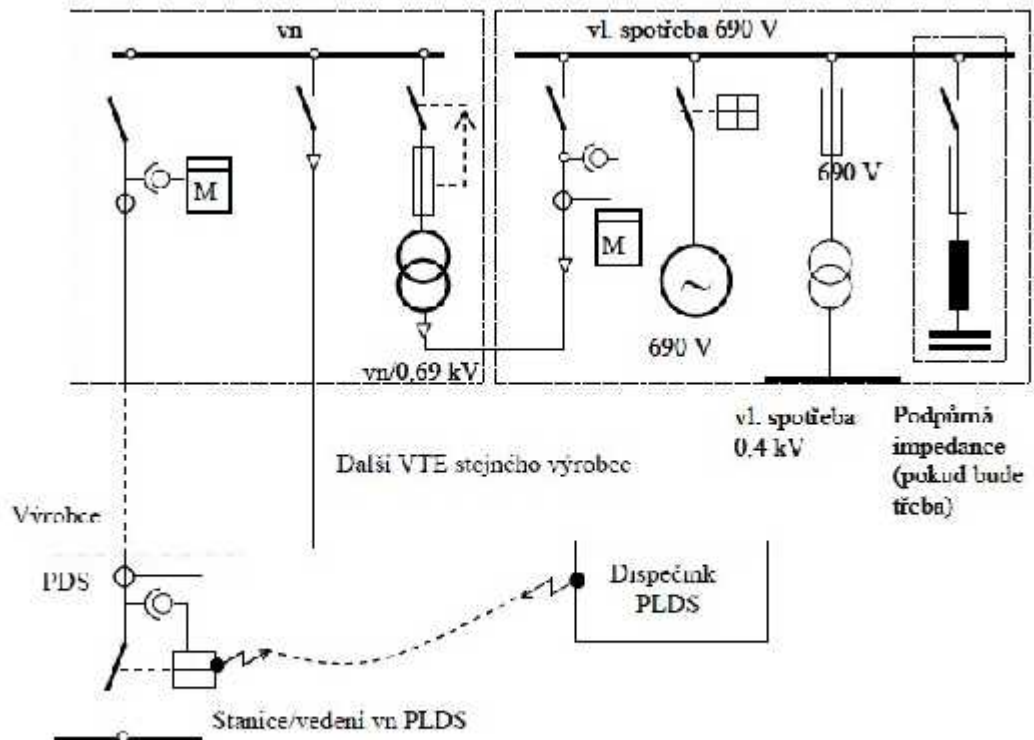 vn
vl. spotřeba 690 V
M
690 V
M
690 V
vn/0,69 kV
vl. spotřeba
0,4 kV
Podpůrná
impedance
(pokud bude
třeba)
Další VTE stejného výrobce
Výrobce
PDS
Dispečink
PLDS
Stanice/vedení vn PLDS